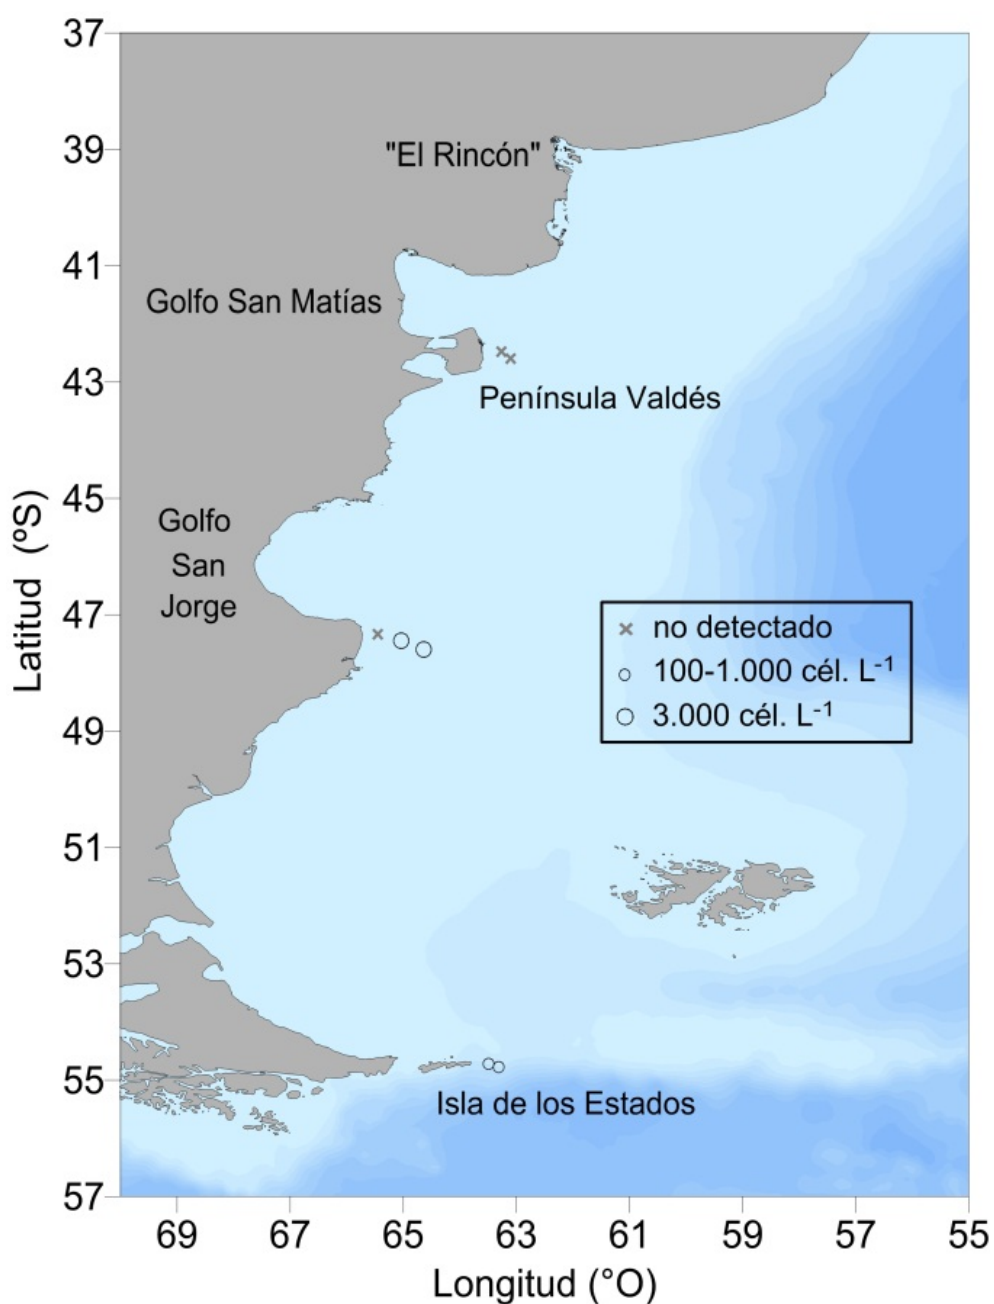 37
39
"El Rincón"
41
Golfo San Matías
43
Península Valdés
45
Golfo
San
Jorge
Latitud (ºS)
47
no detectado
100-1.000 cél. L⁻¹
3.000 cél. L⁻¹
49
51
53
55
Isla de los Estados
57
69 67 65 63 61 59 57 55
Longitud (°O)